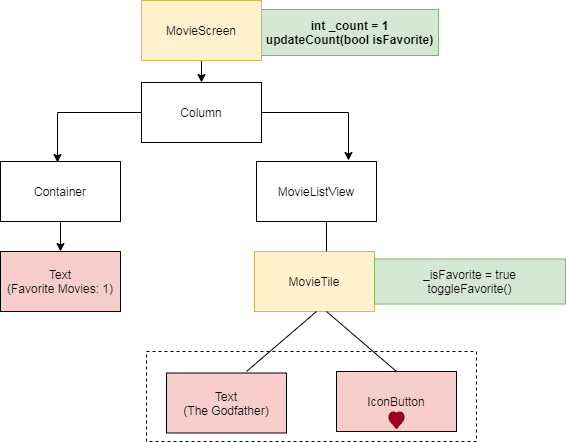 MovieScreen
int _count = 1
updateCount(bool isFavorite)
Column
Container
MovieListView
Text
(Favorite Movies: 1)
MovieTile
_isFavorite = true
toggleFavorite()
Text
(The Godfather)
IconButton